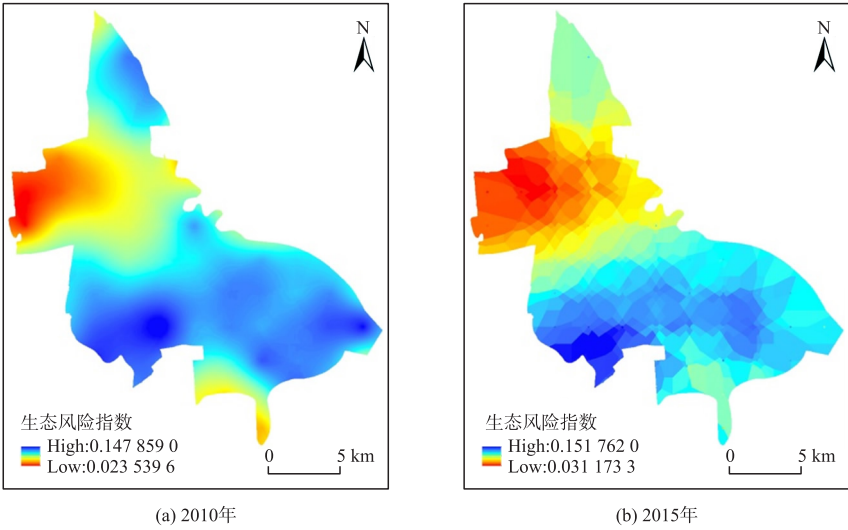 N
生态风险指数
High:0.147 859 0
Low:0.023 539 6
0 5 km
(a) 2010年
N
生态风险指数
High:0.151 762 0
Low:0.031 173 3
0 5 km
(b) 2015年